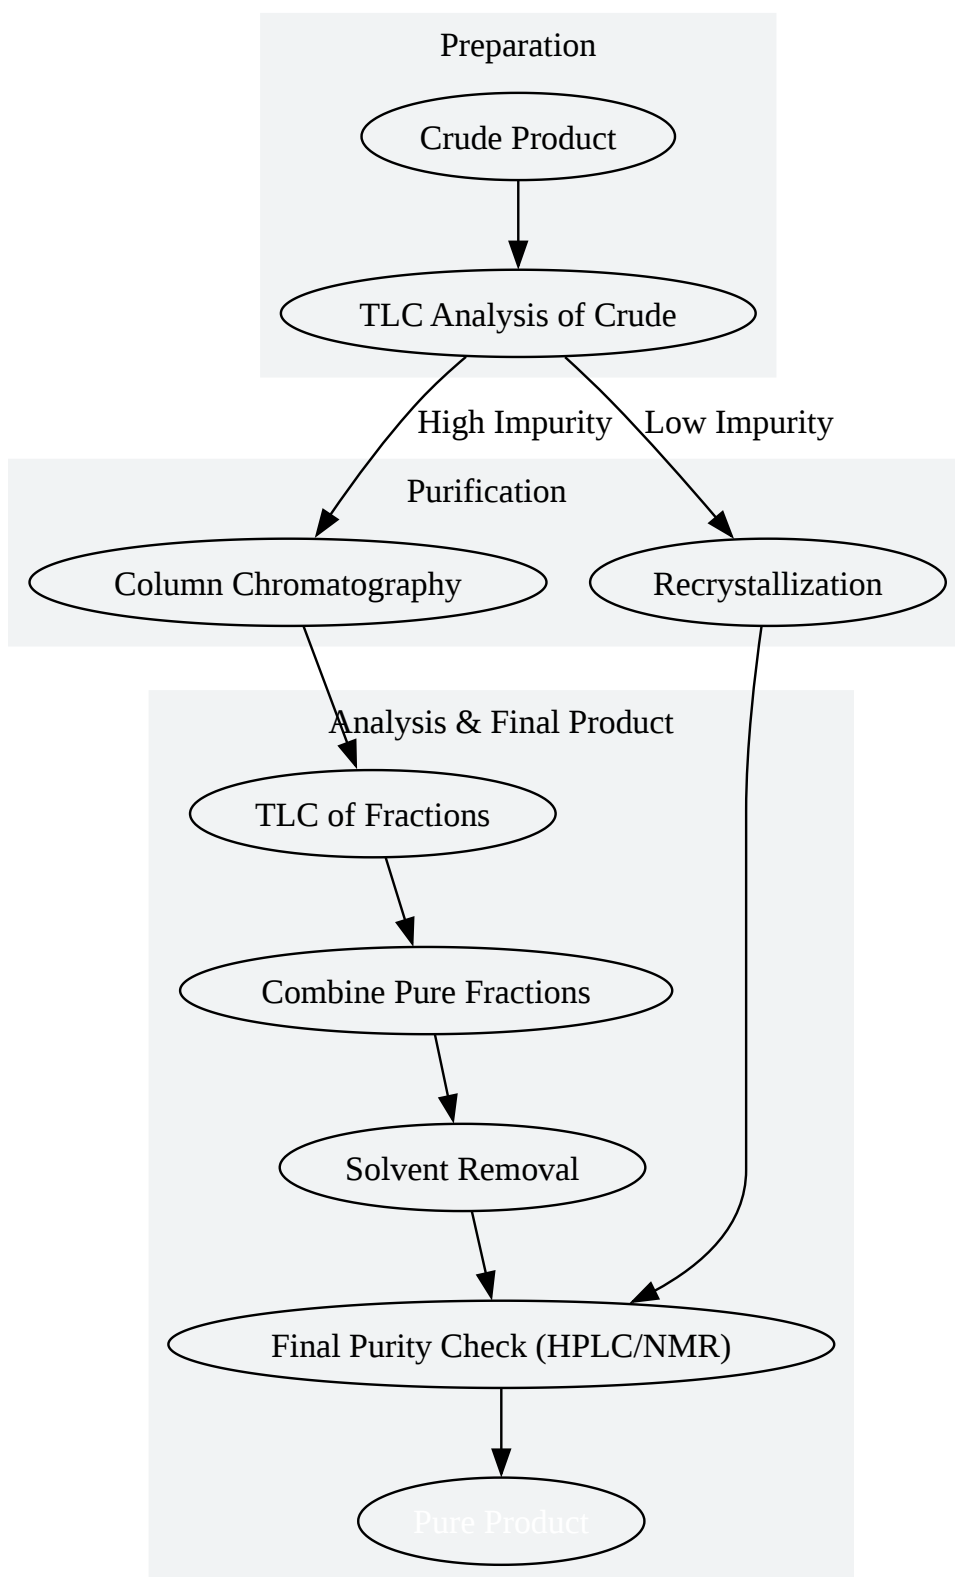 Preparation
Crude Product
TLC Analysis of Crude
High Impurity
Low Impurity
Purification
Column Chromatography
Recrystallization
Analysis & Final Product
TLC of Fractions
Combine Pure Fractions
Solvent Removal
Final Purity Check (HPLC/NMR)
Pure Product